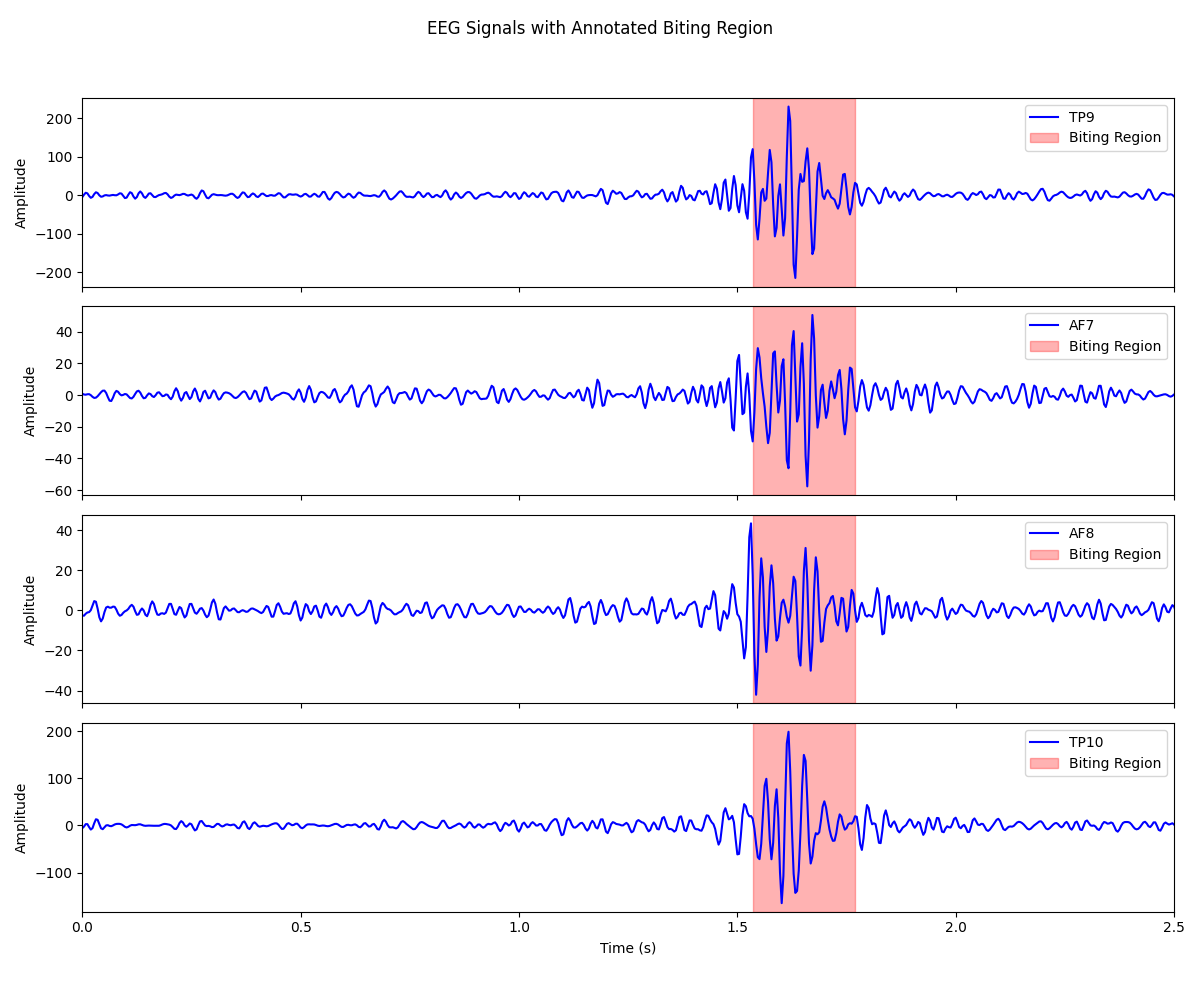 EEG Signals with Annotated Biting Region
TP9
Biting Region
200
100
0
−100
−200
Amplitude
AF7
Biting Region
40
20
0
−20
−40
−60
Amplitude
AF8
Biting Region
40
20
0
−20
−40
Amplitude
TP10
Biting Region
200
100
0
−100
Amplitude
0.0 0.5 1.0 1.5 2.0 2.5
Time (s)